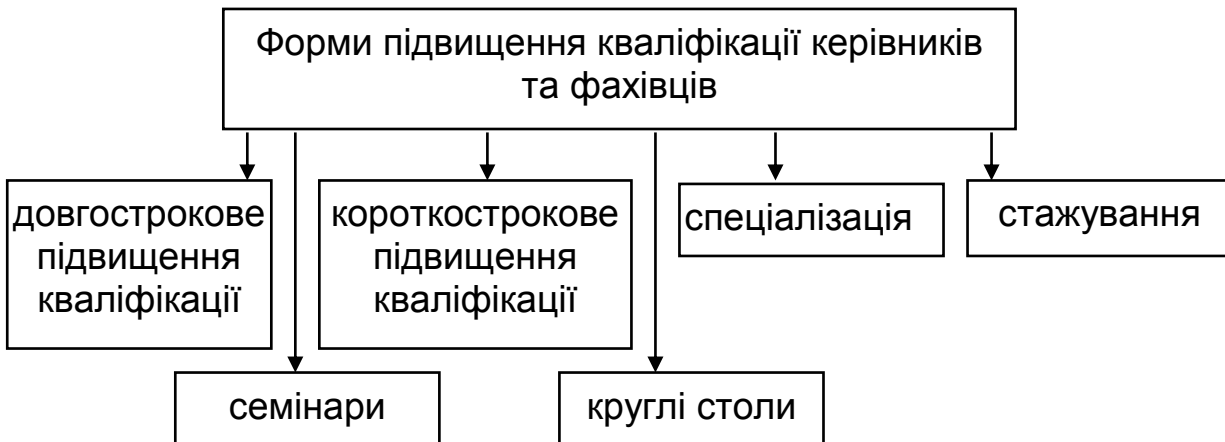 Форми підвищення кваліфікації керівників
та фахівців
довгострокове
підвищення
кваліфікації
короткострокове
підвищення
кваліфікації
спеціалізація
стажування
семінари
круглі столи